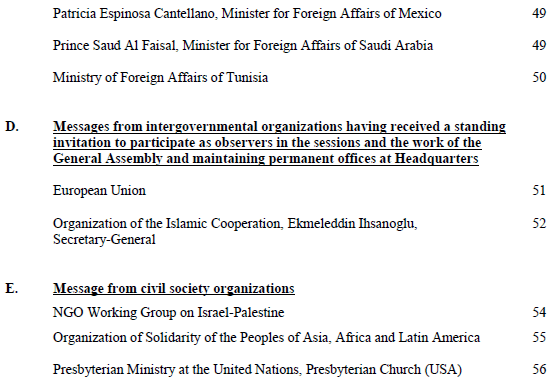 Patricia Espinosa Cantellano, Minister for Foreign Affairs of Mexico 49
Prince Saud Al Faisal, Minister for Foreign Affairs of Saudi Arabia 49
Ministry of Foreign Affairs of Tunisia 50
D. Messages from intergovernmental organizations having received a standing
invitation to participate as observers in the sessions and the work of the
General Assembly and maintaining permanent offices at Headquarters
European Union 51
Organization of the Islamic Cooperation, Ekmeleddin Ihsanoglu, 52
Secretary-General
E. Message from civil society organizations
NGO Working Group on Israel-Palestine 54
Organization of Solidarity of the Peoples of Asia, Africa and Latin America 55
Presbyterian Ministry at the United Nations, Presbyterian Church (USA) 56